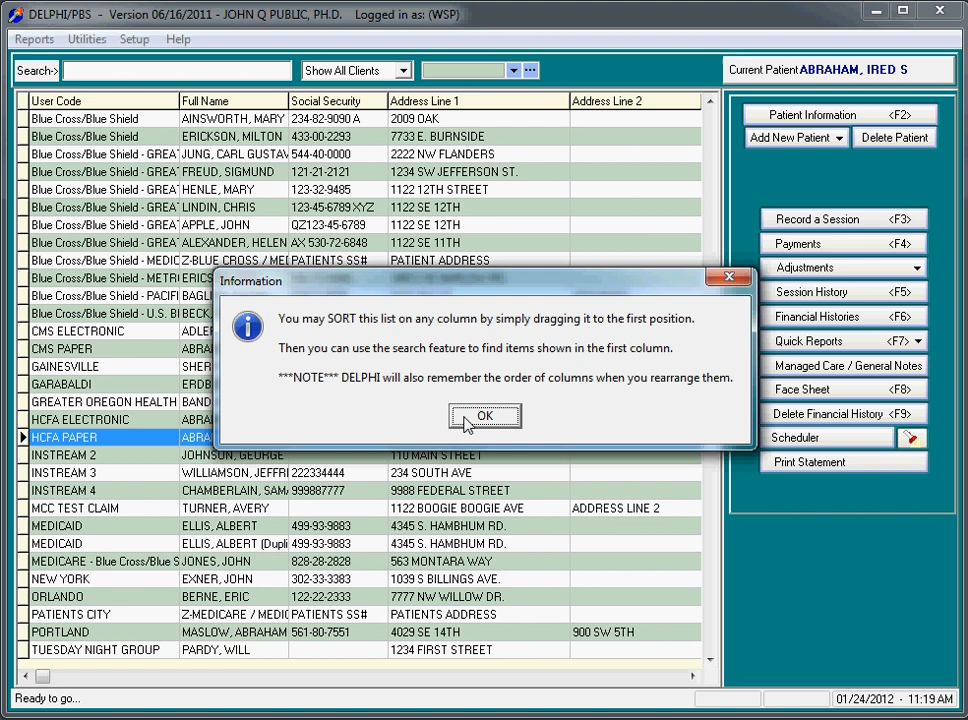 DELPHI/PBS - Version 06/16/2011 - JOHN Q PUBLIC, PH.D. Logged in as: (WSP)
Reports Utilities Setup Help
Search-> Show All Clients Current Patient ABRAHAM, IRED S
User Code Full Name Social Security Address Line 1 Address Line 2
Blue Cross/Blue Shield AINSWORTH, MARY 234-82-9090 A 2009 OAK
Blue Cross/Blue Shield ERICKSON, MILTON 433-00-2293 7733 E. BURNSIDE
Blue Cross/Blue Shield - GREA JUNG, CARL GUSTAV 544-40-0000 2222 NW FLANDERS
Blue Cross/Blue Shield - GREA FREUD, SIGMUND 121-21-2121 1234 SW JEFFERSON ST.
Blue Cross/Blue Shield - GREA HENLE, MARY 123-32-9485 1122 12TH STREET
Blue Cross/Blue Shield - GREA LINDIN, CHRIS 123-45-6789 XYZ 1122 SE 12TH
Blue Cross/Blue Shield - GREA APPLE, JOHN QZ123-45-6789 1122 SE 12TH
Blue Cross/Blue Shield - GREA ALEXANDER, HELEN AX 530-72-6848 1122 SE 11TH
Blue Cross/Blue Shield - MEDI Z-BLUE CROSS / ME PATIENTS SS# PATIENT ADDRESS
Blue Cross/Blue Shield - METR ERICS
Blue Cross/Blue Shield - PACIFI BAGL
Blue Cross/Blue Shield - U.S. BI BECK,
CMS ELECTRONIC ADLER
CMS PAPER ABRA
GAINESVILLE SHER
GARABALDI ERDB
GREATER OREGON HEALTH BAND
HCFA ELECTRONIC ABRA
HCFA PAPER ABRA
INSTREAM 2 JOHNSON, GEORGE 110 MAIN STREET
INSTREAM 3 WILLIAMSON, JEFFRI 222334444 234 SOUTH AVE
INSTREAM 4 CHAMBERLAIN, SAM 999887777 9988 FEDERAL STREET
MCC TEST CLAIM TURNER, AVERY 1122 BOOGIE BOOGIE AVE ADDRESS LINE 2
MEDICAID ELLIS, ALBERT 499-93-9883 4345 S. HAMBHUM RD.
MEDICAID ELLIS, ALBERT (Dupli 499-93-9883 4345 S. HAMBHUM RD.
MEDICARE - Blue Cross/Blue S JONES, JOHN 828-28-2828 563 MONTARA WAY
NEW YORK EXNER, JOHN 302-33-3383 1039 S BILLINGS AVE.
ORLANDO BERNE, ERIC 122-22-2333 7777 NW WILLOW DR.
PATIENTS CITY Z-MEDICARE / MEDIC PATIENTS SS# PATIENTS ADDRESS
PORTLAND MASLOW, ABRAHAM 561-80-7551 4029 SE 14TH 900 SW 5TH
TUESDAY NIGHT GROUP PARDY, WILL 1234 FIRST STREET
Information
You may SORT this list on any column by simply dragging it to the first position.
Then you can use the search feature to find items shown in the first column.
***NOTE*** DELPHI will also remember the order of columns when you rearrange them.
OK
Patient Information <F2>
Add New Patient Delete Patient
Record a Session <F3>
Payments <F4>
Adjustments
Session History <F5>
Financial Histories <F6>
Quick Reports <F7>
Managed Care / General Notes
Face Sheet <F8>
Delete Financial History <F9>
Scheduler
Print Statement
Ready to go... 01/24/2012 - 11:19 AM